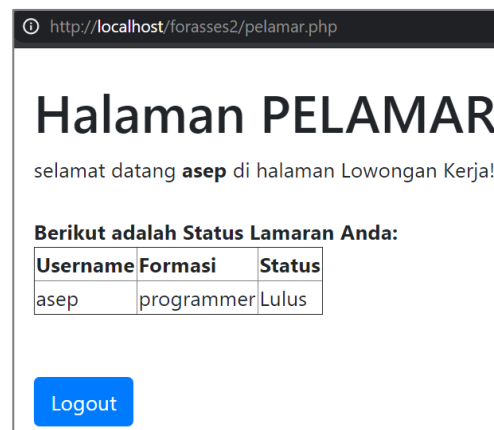 http://localhost/forasses2/pelamar.php
Halaman PELAMAR
selamat datang asep di halaman Lowongan Kerja!
Berikut adalah Status Lamaran Anda:
Username Formasi Status
asep programmer Lulus
Logout